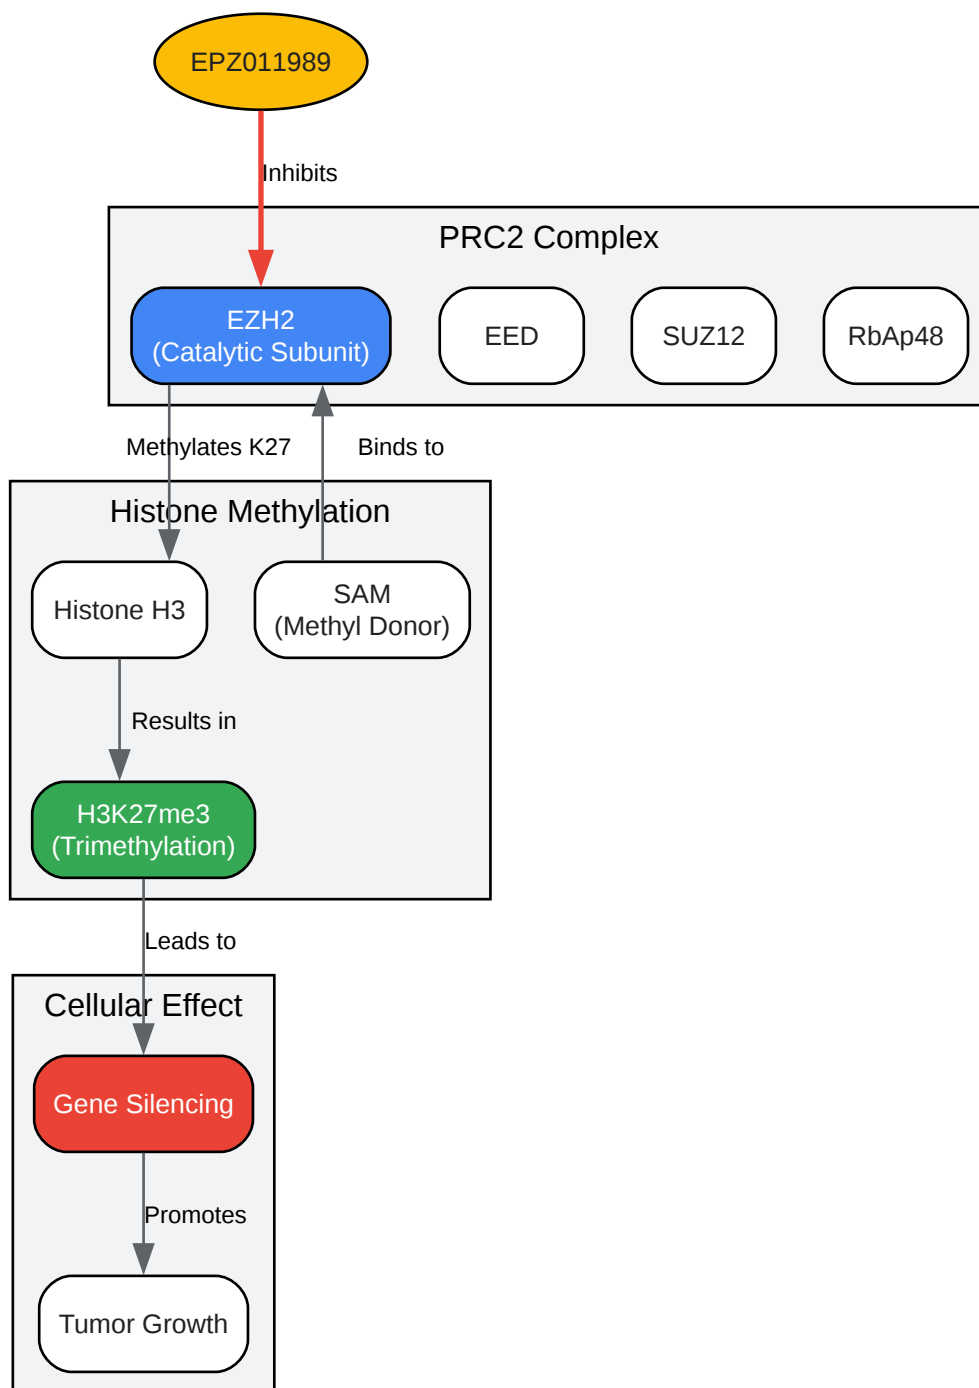 EPZ011989
Inhibits
PRC2 Complex
EZH2
(Catalytic Subunit)
EED
SUZ12
RbAp48
Methylates K27
Binds to
Histone Methylation
Histone H3
SAM
(Methyl Donor)
Results in
H3K27me3
(Trimethylation)
Leads to
Cellular Effect
Gene Silencing
Promotes
Tumor Growth